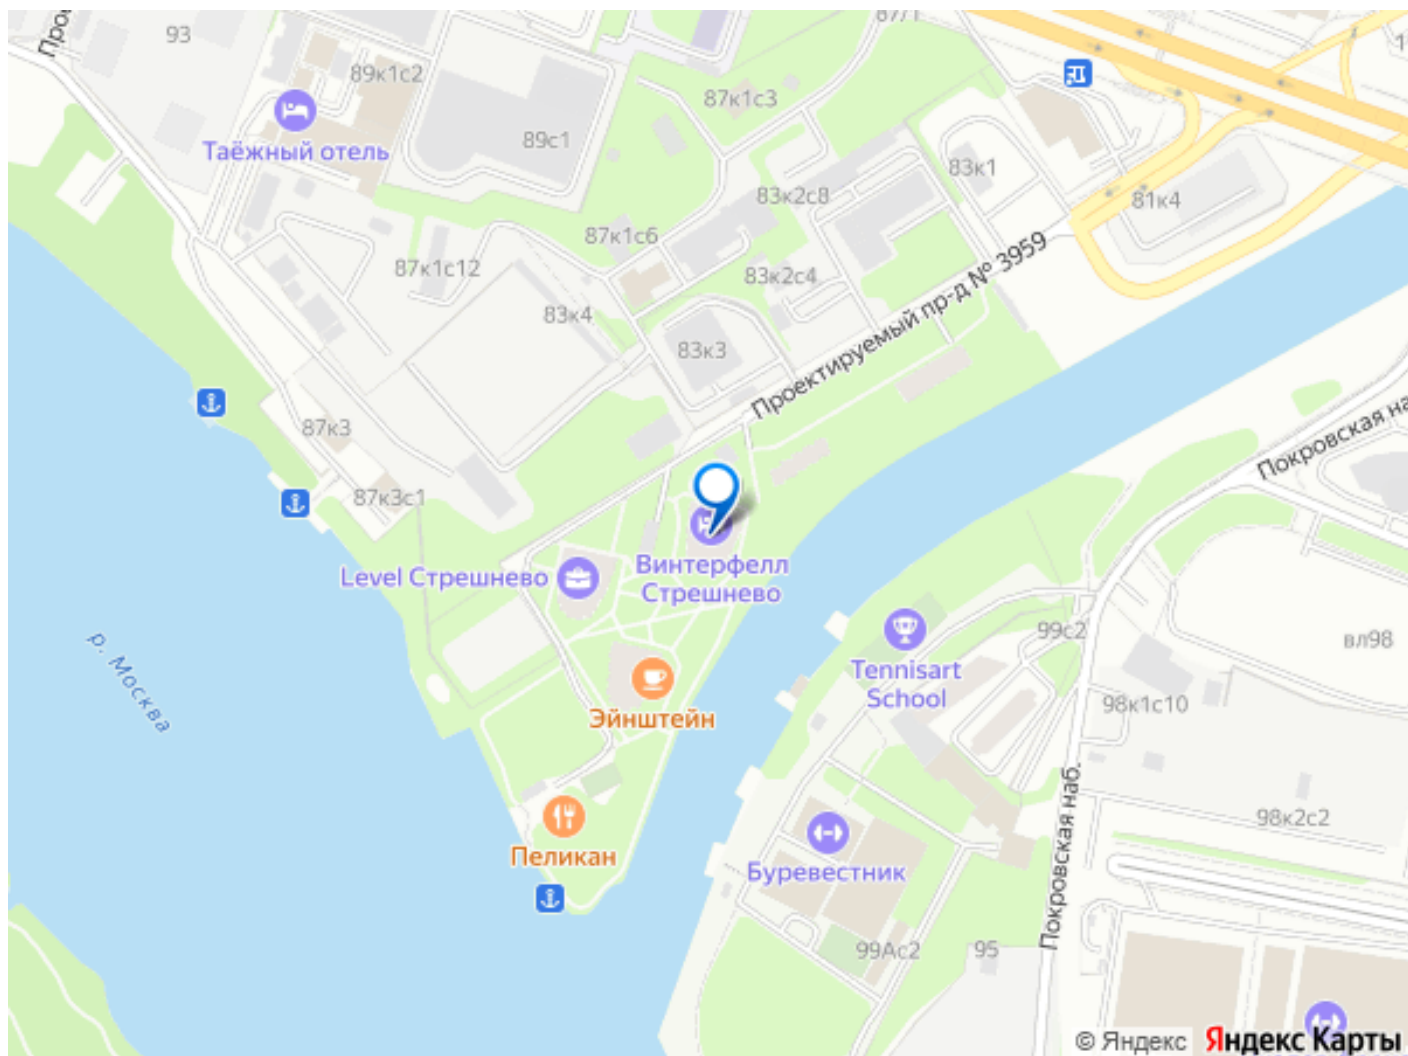 93
89к1с2
Таёжный отель
89с1
87к1с3
67/1
83к1
81к4
83к2с8
87к1с6
87к1с12
83к2с4
83к4
83к3
Проектируемый пр-д № 3959
87к3
87к3с1
Покровская на
Винтерфелл
Стрешнево
Level Стрешнево
Tennisart
School
99с2
вл98
98к1с10
р. Москва
Эйнштейн
Пеликан
Буревестник
Покровская наб.
98к2с2
99Ас2
95
© Яндекс Яндекс Карты